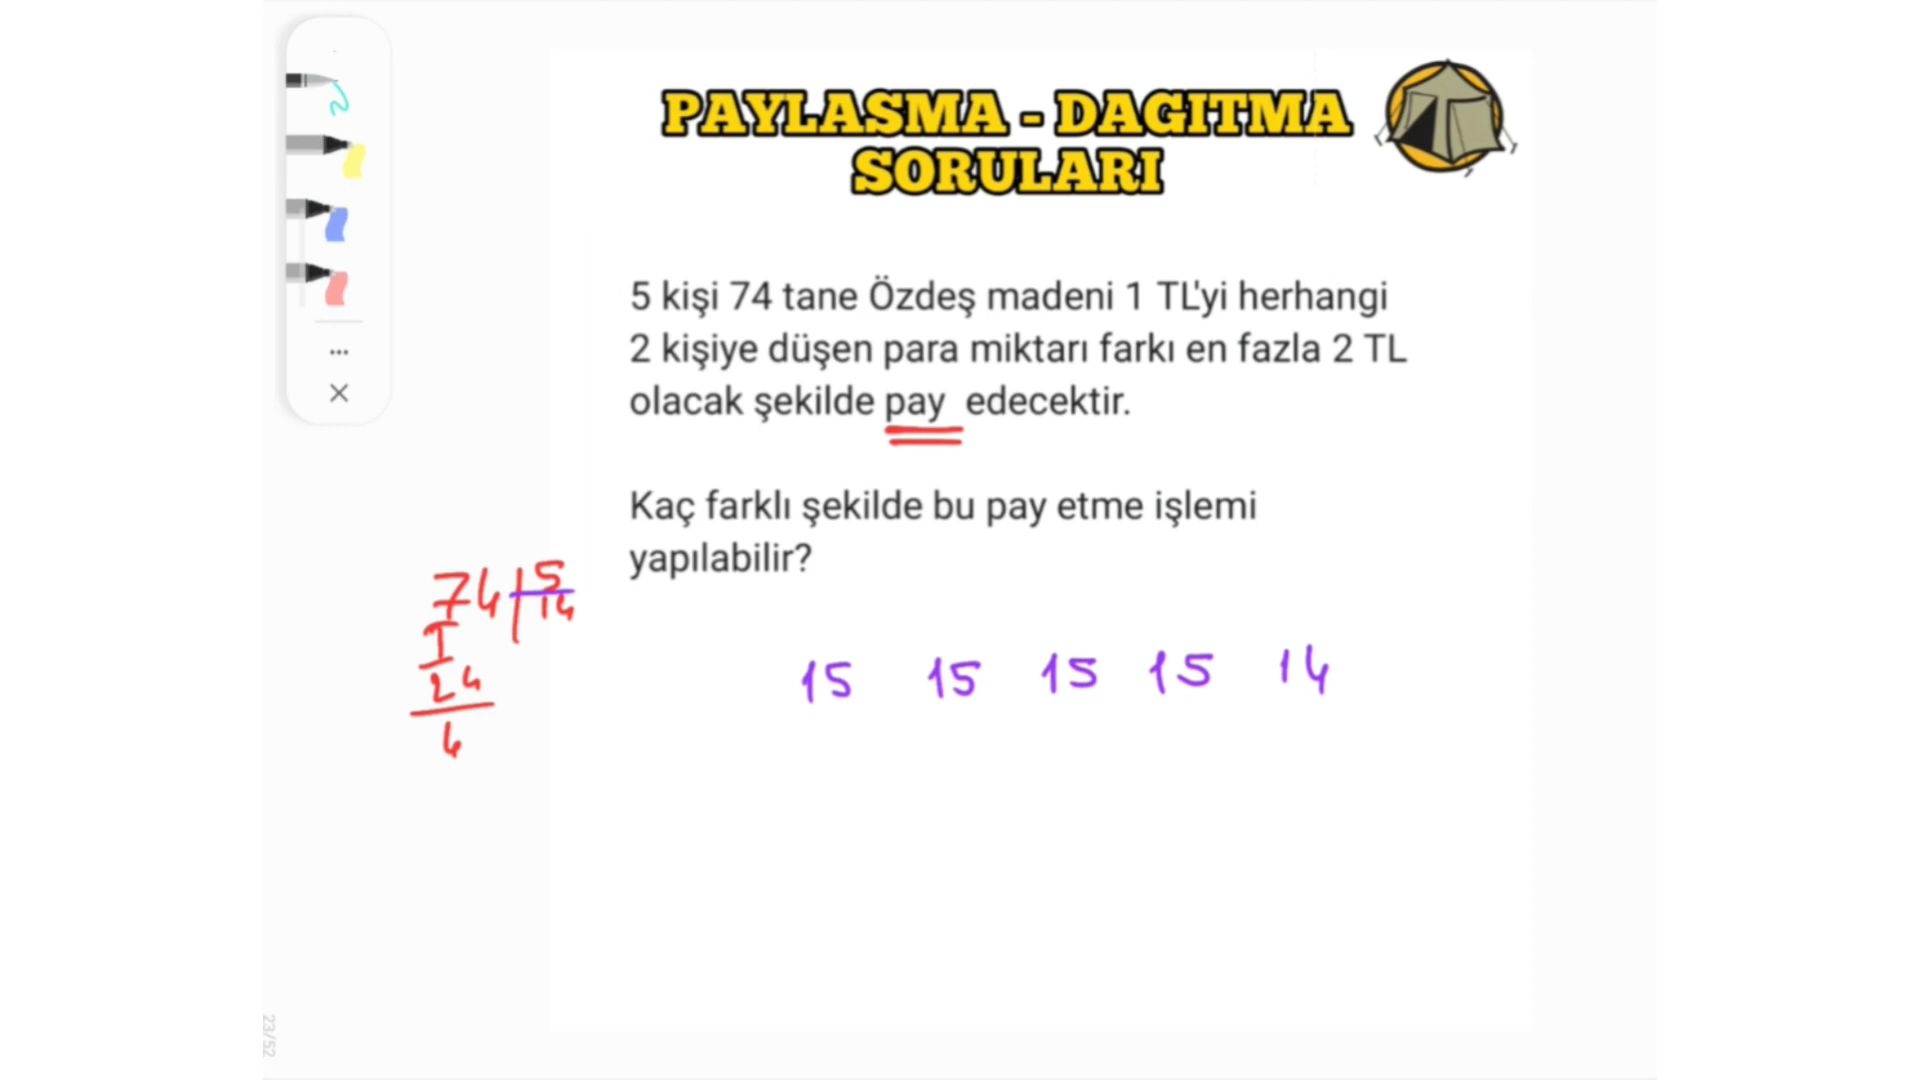 PAYLASMA - DAGITMA
SORULARI
5 kişi 74 tane Özdeş madeni 1 TL'yi herhangi
2 kişiye düşen para miktarı farkı en fazla 2 TL
olacak şekilde pay edecektir.
Kaç farklı şekilde bu pay etme işlemi
yapılabilir?
74 5
14
24
4
15 15 15 15 14
23/52